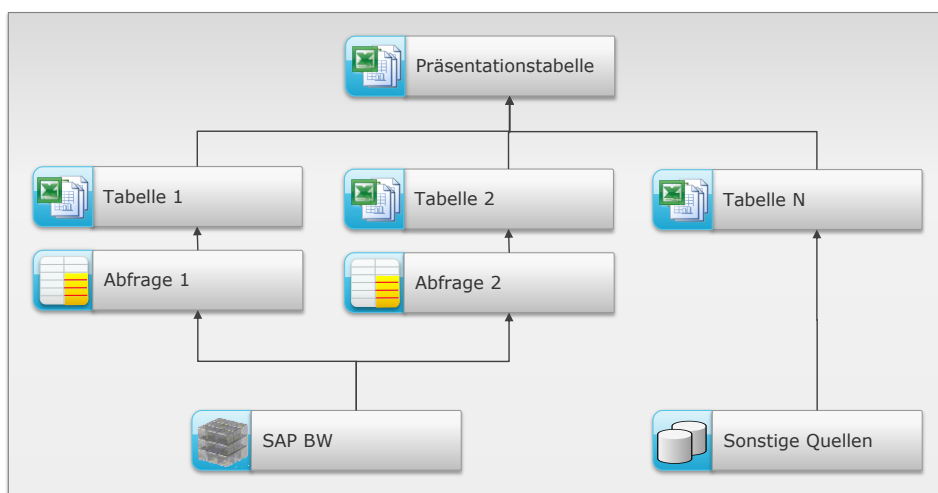 Präsentationstabelle
Tabelle 1
Tabelle 2
Tabelle N
Abfrage 1
Abfrage 2
SAP BW
Sonstige Quellen